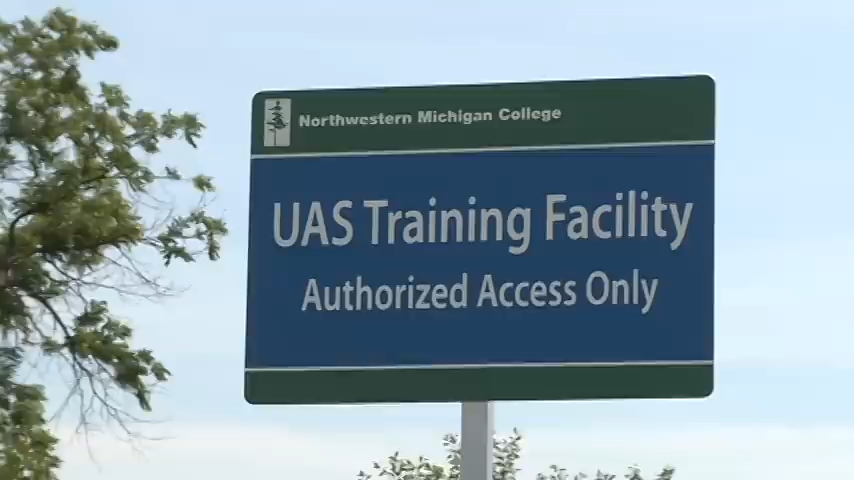 Northwestern Michigan College
UAS Training Facility
Authorized Access Only